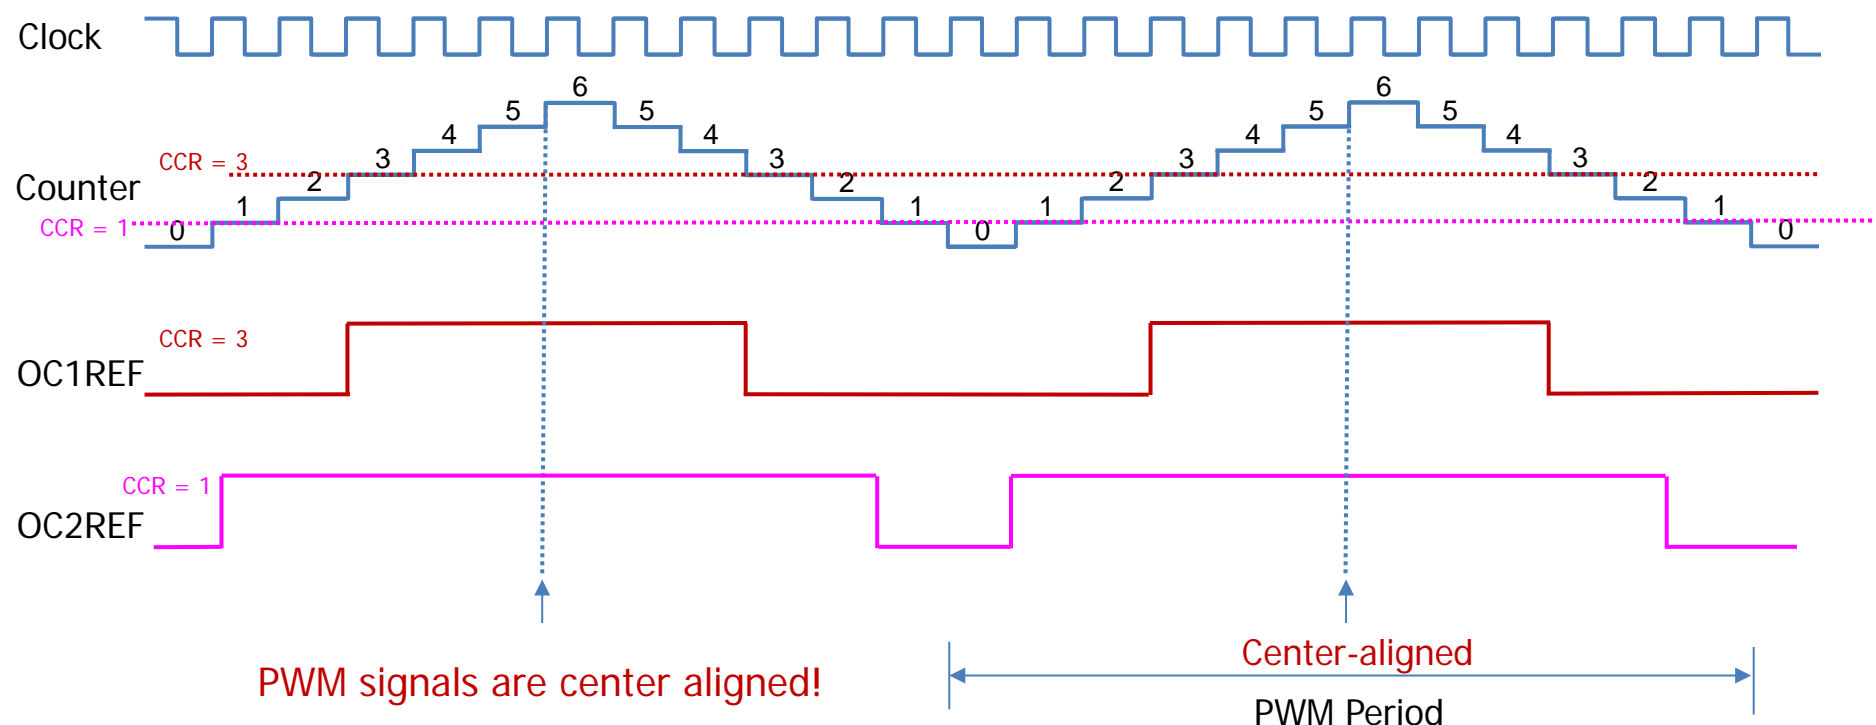 Clock
6 6
5 5 5 5
4 4 4 4
CCR = 3 3 3 3 3
Counter 2 2 2 2
1 1 1 1
CCR = 1 0 0 0
CCR = 3
OC1REF
CCR = 1
OC2REF
Center-aligned
PWM signals are center aligned!
PWM Period